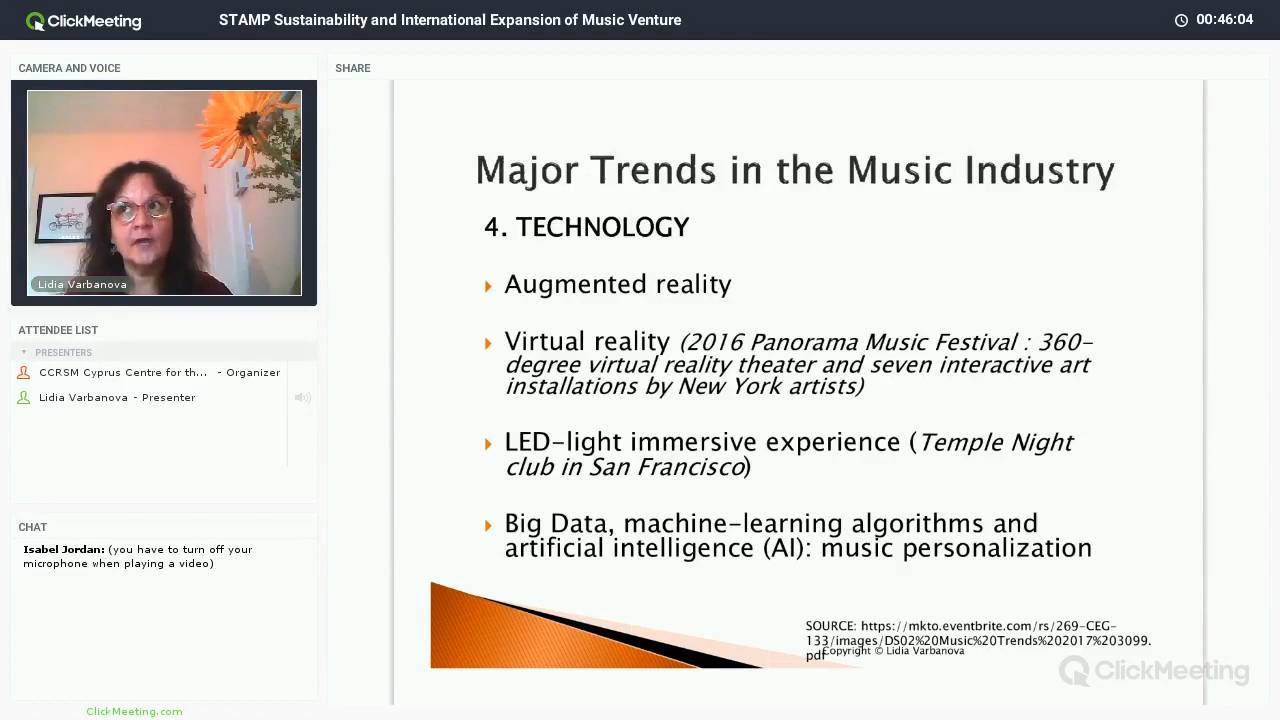 ClickMeeting
STAMP Sustainability and International Expansion of Music Venture
00:46:04
CAMERA AND VOICE
Lidia Varbanova
ATTENDEE LIST
PRESENTERS
CCRSM Cyprus Centre for th... - Organizer
Lidia Varbanova - Presenter
CHAT
Isabel Jordan: (you have to turn off your
microphone when playing a video)
ClickMeeting.com
SHARE
Major Trends in the Music Industry
4. TECHNOLOGY
Augmented reality
Virtual reality (2016 Panorama Music Festival : 360-
degree virtual reality theater and seven interactive art
installations by New York artists)
LED-light immersive experience (Temple Night
club in San Francisco)
Big Data, machine-learning algorithms and
artificial intelligence (AI): music personalization
SOURCE: https://mkto.eventbrite.com/rs/269-CEG-
133/images/DS02%20Music%20Trends%202017%203099.
pdf
Copyright © Lidia Varbanova
ClickMeeting